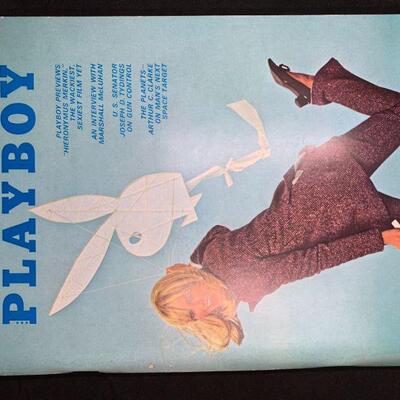 PLAYBOY
PLAYBOY PREVIEWS
"HIERONYMUS MERKIN,"
THE WACKIEST,
SEXIEST FILM YET
AN INTERVIEW WITH
MARSHALL McLUHAN
U. S. SENATOR
JOSEPH D. TYDINGS
ON GUN CONTROL
THE PLANETS—
ARTHUR C. CLARKE
ON MAN'S NEXT
SPACE TARGET